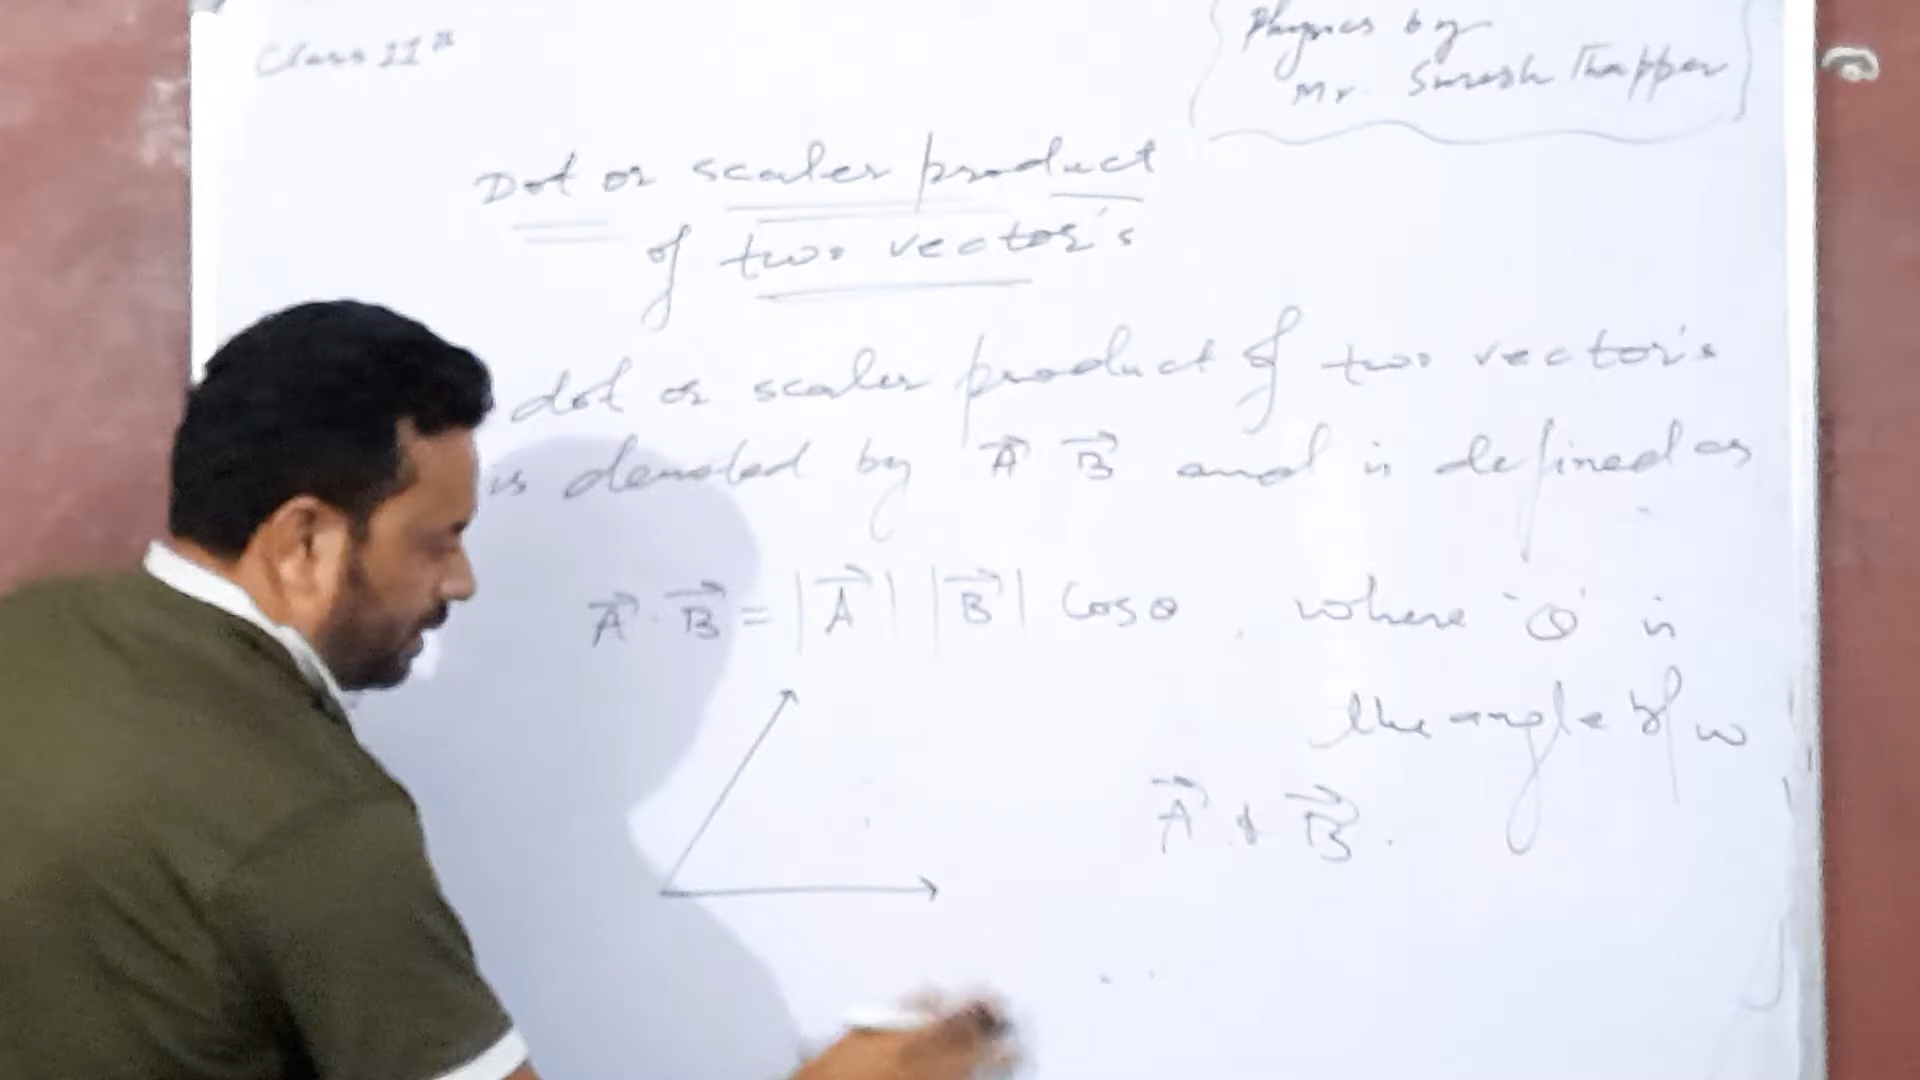 Class 11th
Physics by
Mr. Suresh Thapper
Dot or scaler product
of two vector's
dot or scaler product of two vector's
is denoted by A⃗ B⃗ and is defined as
A⃗ · B⃗ = |A⃗| |B⃗| Cosθ , where 'θ' is
the angle b/w
A⃗ & B⃗.